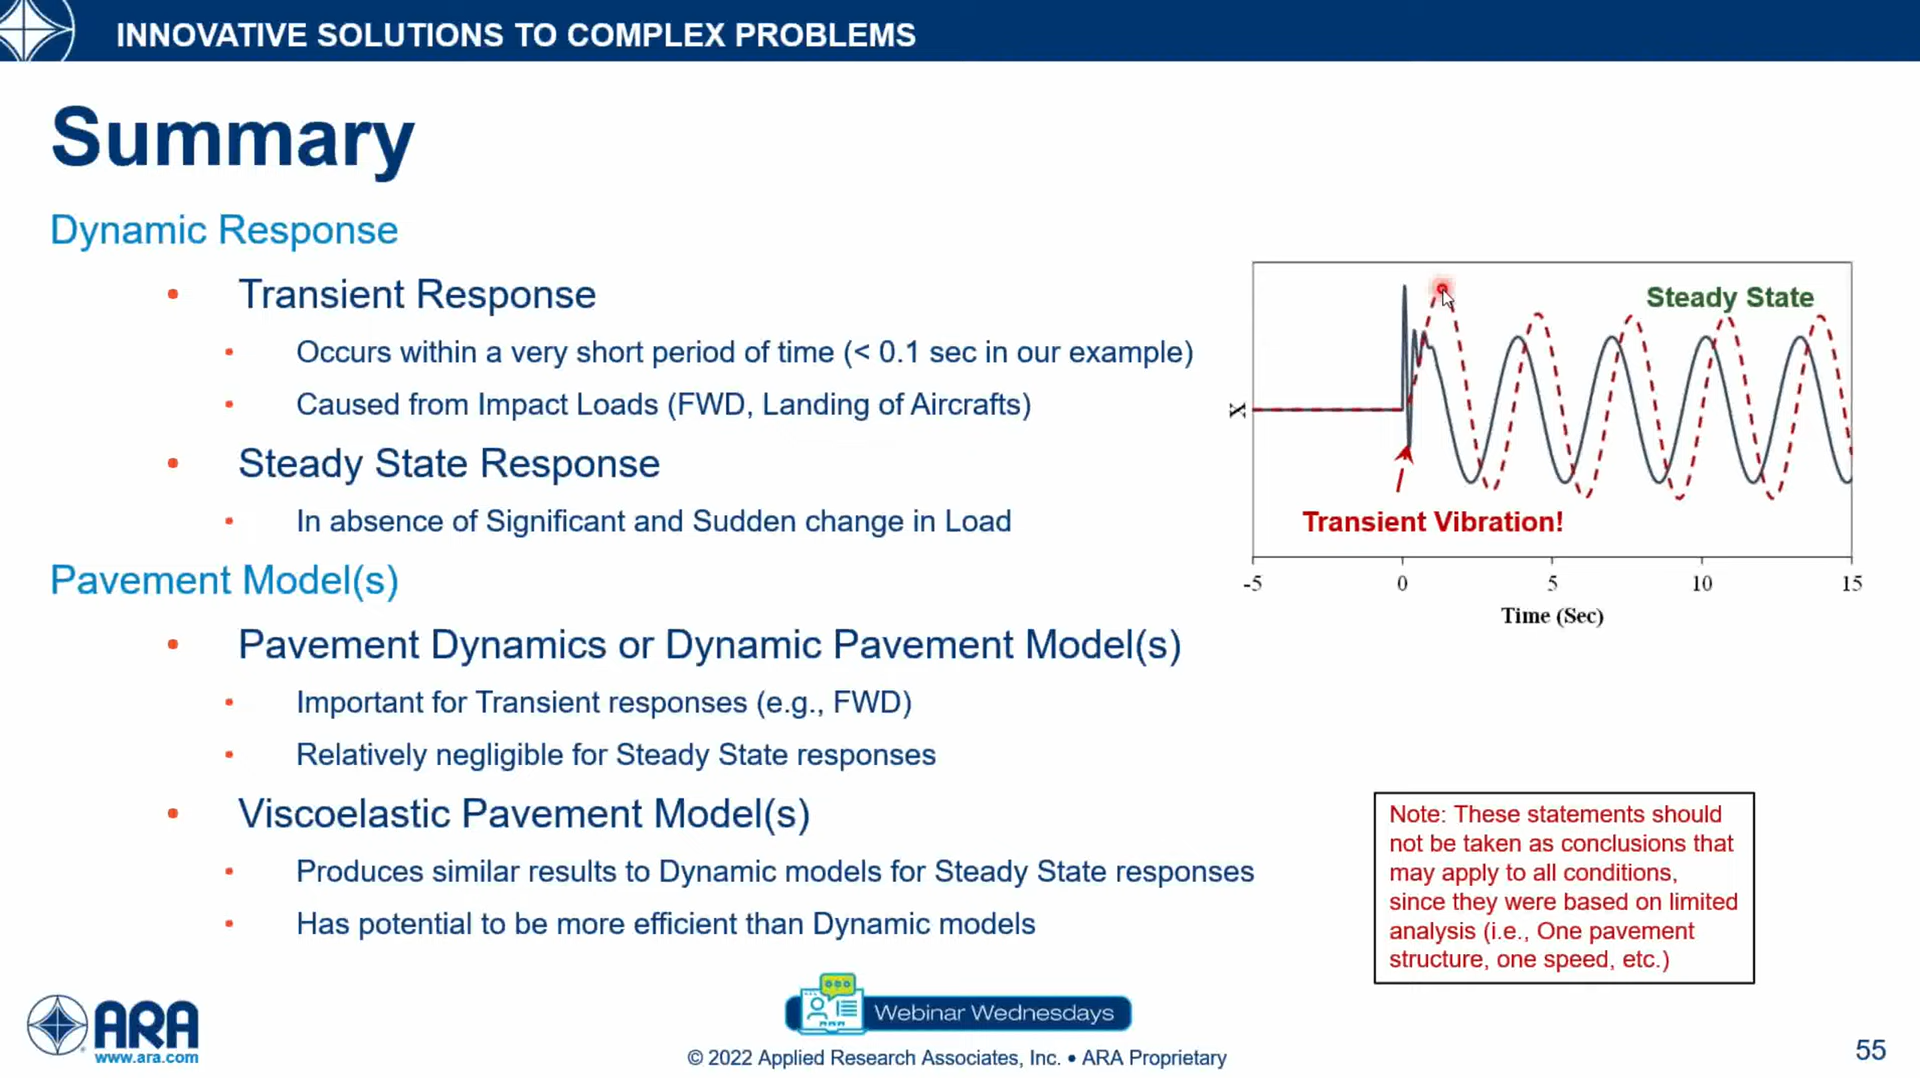 INNOVATIVE SOLUTIONS TO COMPLEX PROBLEMS
Summary
Dynamic Response
• Transient Response
• Occurs within a very short period of time (< 0.1 sec in our example)
• Caused from Impact Loads (FWD, Landing of Aircrafts)
• Steady State Response
• In absence of Significant and Sudden change in Load
Pavement Model(s)
• Pavement Dynamics or Dynamic Pavement Model(s)
• Important for Transient responses (e.g., FWD)
• Relatively negligible for Steady State responses
• Viscoelastic Pavement Model(s)
• Produces similar results to Dynamic models for Steady State responses
• Has potential to be more efficient than Dynamic models
Steady State
X
Transient Vibration!
-5 0 5 10 15
Time (Sec)
Note: These statements should
not be taken as conclusions that
may apply to all conditions,
since they were based on limited
analysis (i.e., One pavement
structure, one speed, etc.)
ARA
www.ara.com
ARA
Webinar Wednesdays
© 2022 Applied Research Associates, Inc. • ARA Proprietary
55